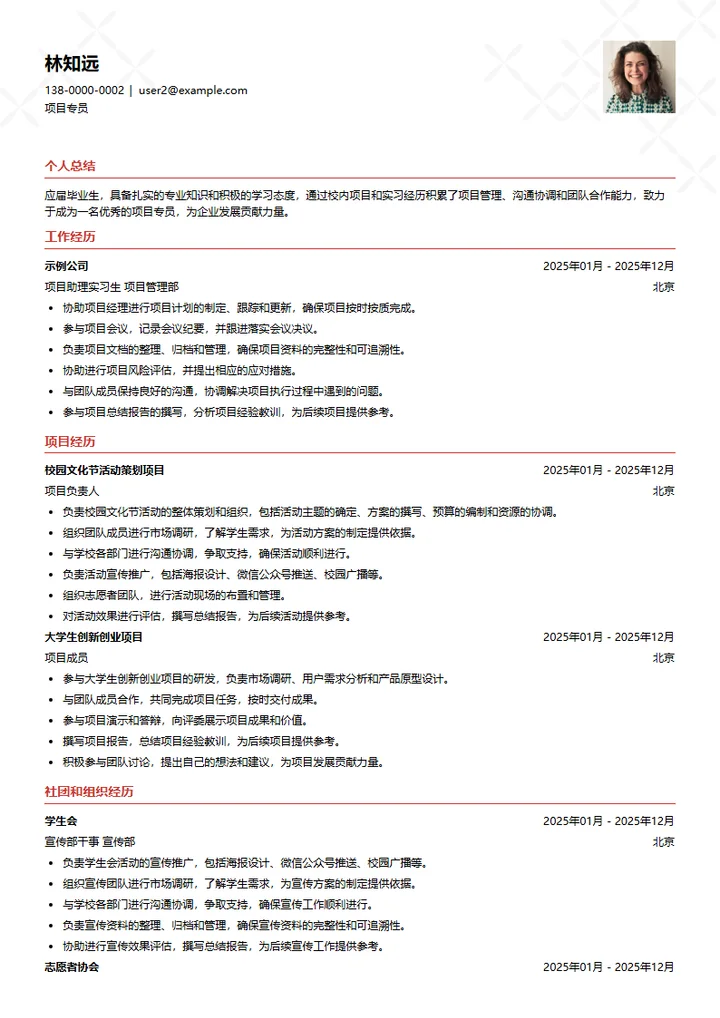 林知远
138-0000-0002 | user2@example.com
项目专员
个人总结
应届毕业生，具备扎实的专业知识和积极的学习态度，通过校内项目和实习经历积累了项目管理、沟通协调和团队合作能力，致力
于成为一名优秀的项目专员，为企业发展贡献力量。
工作经历
示例公司 2025年01月 - 2025年12月
项目助理实习生 项目管理部 北京
• 协助项目经理进行项目计划的制定、跟踪和更新，确保项目按时按质完成。
• 参与项目会议，记录会议纪要，并跟进落实会议决议。
• 负责项目文档的整理、归档和管理，确保项目资料的完整性和可追溯性。
• 协助进行项目风险评估，并提出相应的应对措施。
• 与团队成员保持良好的沟通，协调解决项目执行过程中遇到的问题。
• 参与项目总结报告的撰写，分析项目经验教训，为后续项目提供参考。
项目经历
校园文化节活动策划项目 2025年01月 - 2025年12月
项目负责人 北京
• 负责校园文化节活动的整体策划和组织，包括活动主题的确定、方案的撰写、预算的编制和资源的协调。
• 组织团队成员进行市场调研，了解学生需求，为活动方案的制定提供依据。
• 与学校各部门进行沟通协调，争取支持，确保活动顺利进行。
• 负责活动宣传推广，包括海报设计、微信公众号推送、校园广播等。
• 组织志愿者团队，进行活动现场的布置和管理。
• 对活动效果进行评估，撰写总结报告，为后续活动提供参考。
大学生创新创业项目 2025年01月 - 2025年12月
项目成员 北京
• 参与大学生创新创业项目的研发，负责市场调研、用户需求分析和产品原型设计。
• 与团队成员合作，共同完成项目任务，按时交付成果。
• 参与项目演示和答辩，向评委展示项目成果和价值。
• 撰写项目报告，总结项目经验教训，为后续项目提供参考。
• 积极参与团队讨论，提出自己的想法和建议，为项目发展贡献力量。
社团和组织经历
学生会 2025年01月 - 2025年12月
宣传部干事 宣传部 北京
• 负责学生会活动的宣传推广，包括海报设计、微信公众号推送、校园广播等。
• 组织宣传团队进行市场调研，了解学生需求，为宣传方案的制定提供依据。
• 与学校各部门进行沟通协调，争取支持，确保宣传工作顺利进行。
• 负责宣传资料的整理、归档和管理，确保宣传资料的完整性和可追溯性。
• 协助进行宣传效果评估，撰写总结报告，为后续宣传工作提供参考。
志愿者协会 2025年01月 - 2025年12月